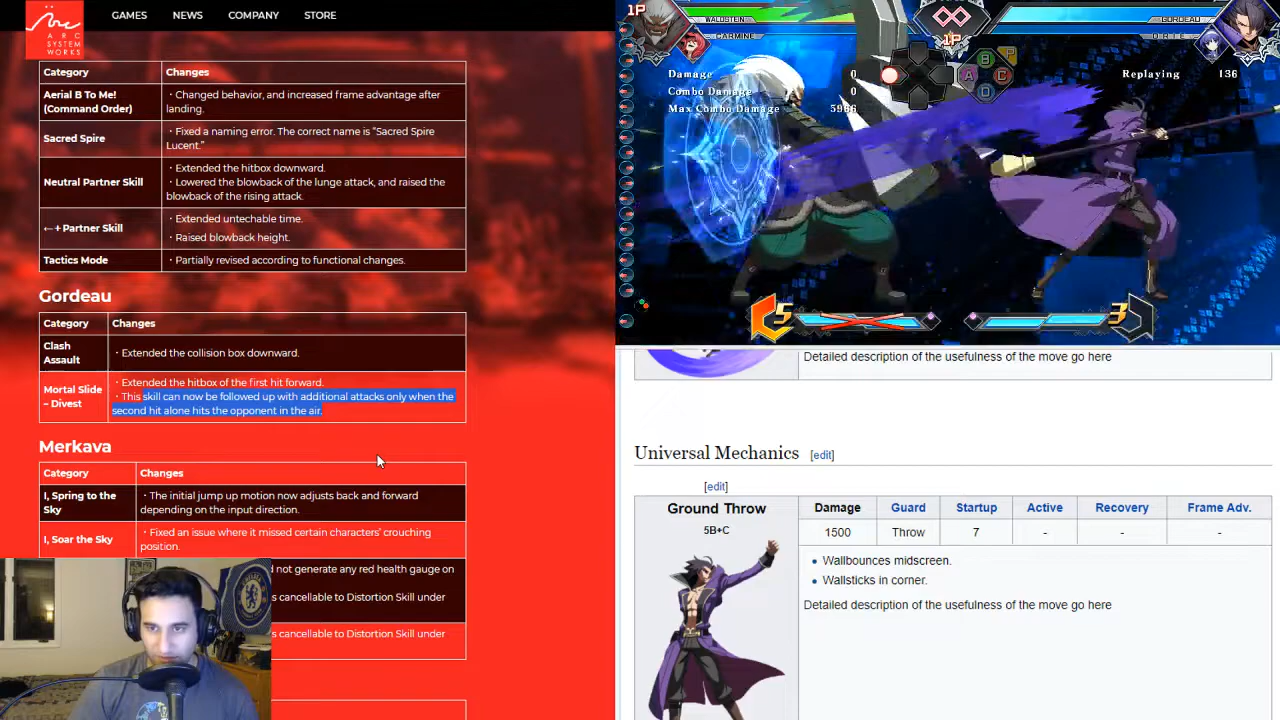 ARC
SYSTEM
WORKS
GAMES NEWS COMPANY STORE
Category Changes
Aerial B To Me!
(Command Order)
・Changed behavior, and increased frame advantage after
landing.
Sacred Spire
・Fixed a naming error. The correct name is "Sacred Spire
Lucent."
Neutral Partner Skill
・Extended the hitbox downward.
・Lowered the blowback of the lunge attack, and raised the
blowback of the rising attack.
←+ Partner Skill
・Extended untechable time.
・Raised blowback height.
Tactics Mode
・Partially revised according to functional changes.
Gordeau
Category Changes
Clash
Assault
・Extended the collision box downward.
Mortal Slide
– Divest
・Extended the hitbox of the first hit forward.
・This skill can now be followed up with additional attacks only when the
second hit alone hits the opponent in the air.
Merkava
Category Changes
I, Spring to the
Sky
・The initial jump up motion now adjusts back and forward
depending on the input direction.
I, Soar the Sky
・Fixed an issue where it missed certain characters' crouching
position.
not generate any red health gauge on
s cancellable to Distortion Skill under
s cancellable to Distortion Skill under
1P
WALDSTEIN
CARMINE
1P
GORDEAU
ORIE
Damage 0
Combo Damage 0
Max Combo Damage 5966
B
P
A
C
D
Replaying 136
5
3
Detailed description of the usefulness of the move go here
Universal Mechanics [edit]
[edit]
Ground Throw
5B+C
Damage Guard Startup Active Recovery Frame Adv.
1500 Throw 7 - - -
• Wallbounces midscreen.
• Wallsticks in corner.
Detailed description of the usefulness of the move go here